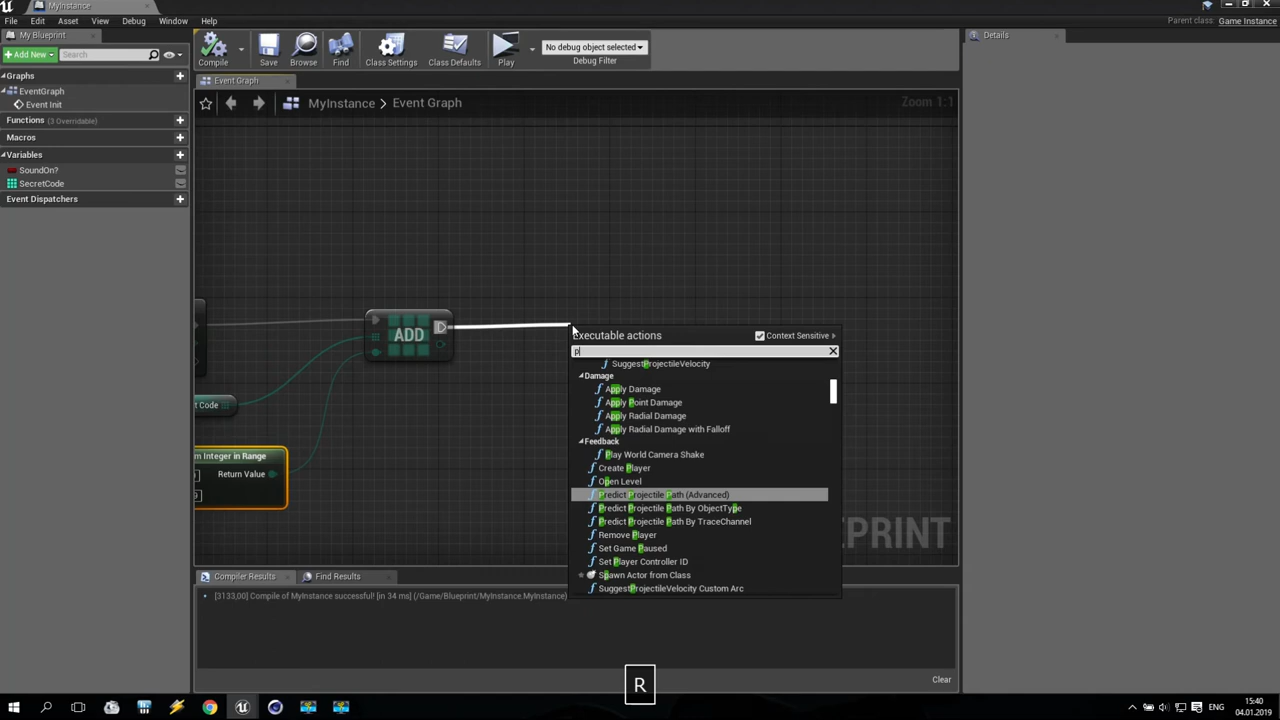 MyInstance
File Edit Asset View Debug Window Help
Parent class: Game Instance
My Blueprint
Details
Add New
Search
Compile Save Browse Find Class Settings Class Defaults Play
No debug object selected
Debug Filter
Event Graph
Graphs
EventGraph
Event Init
Functions (3 Overridable)
Macros
Variables
SoundOn?
SecretCode
Event Dispatchers
MyInstance > Event Graph
Zoom 1:1
ADD
t Code
m Integer in Range
Return Value
Executable actions
Context Sensitive
p
SuggestProjectileVelocity
Damage
Apply Damage
Apply Point Damage
Apply Radial Damage
Apply Radial Damage with Falloff
Feedback
Play World Camera Shake
Create Player
Open Level
Predict Projectile Path (Advanced)
Predict Projectile Path By ObjectType
Predict Projectile Path By TraceChannel
Remove Player
Set Game Paused
Set Player Controller ID
Spawn Actor from Class
SuggestProjectileVelocity Custom Arc
EPRINT
Compiler Results
Find Results
[3133,00] Compile of MyInstance successful! [in 34 ms] (/Game/Blueprint/MyInstance.MyInstance)
Clear
R
ENG
15:40
04.01.2019